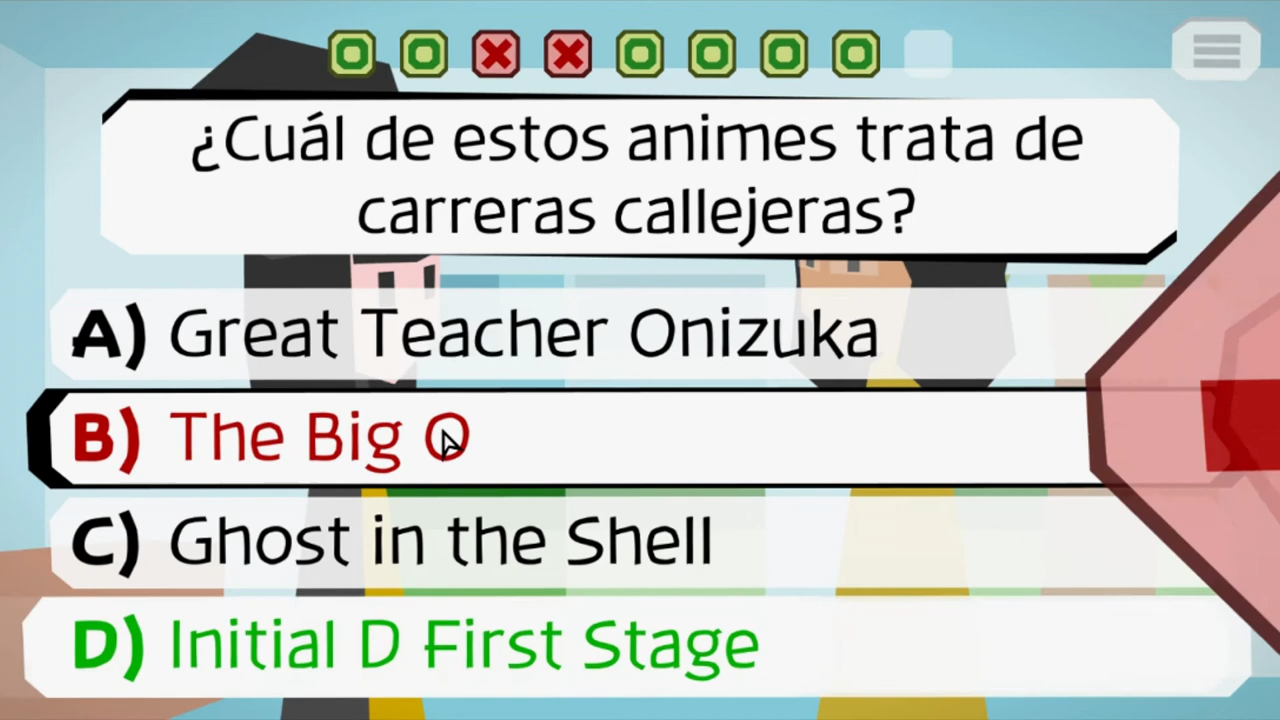 ¿Cuál de estos animes trata de
carreras callejeras?
A) Great Teacher Onizuka
B) The Big O
C) Ghost in the Shell
D) Initial D First Stage